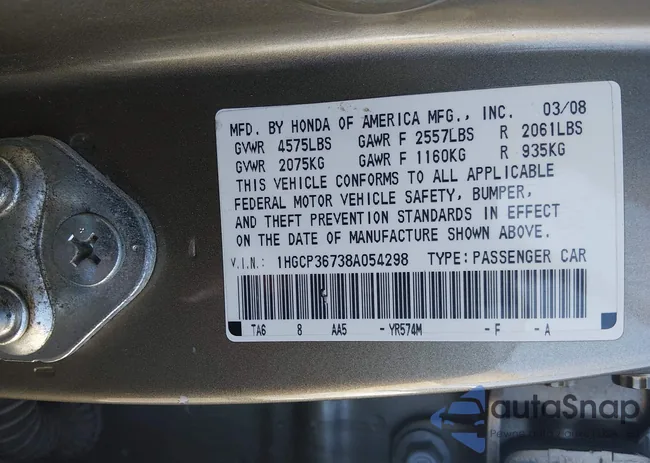 MFD. BY HONDA OF AMERICA MFG., INC. 03/08
GVWR 4575LBS GAWR F 2557LBS R 2061LBS
GVWR 2075KG GAWR F 1160KG R 935KG
THIS VEHICLE CONFORMS TO ALL APPLICABLE
FEDERAL MOTOR VEHICLE SAFETY, BUMPER,
AND THEFT PREVENTION STANDARDS IN EFFECT
ON THE DATE OF MANUFACTURE SHOWN ABOVE.
V.I.N.: 1HGCP36738A054298 TYPE: PASSENGER CAR
TA6 8 AA5 -YR574M -F -A
autaSnap